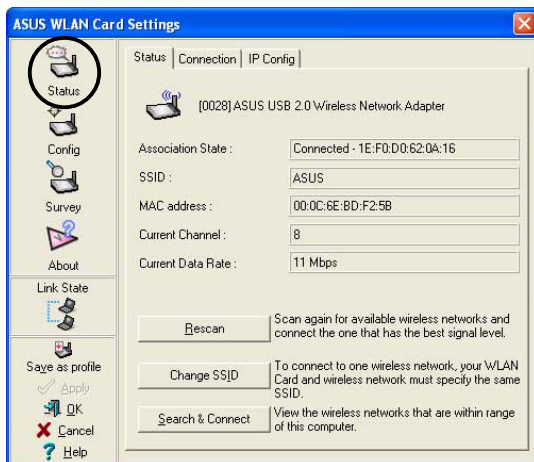 ASUS WLAN Card Settings
Status
Config
Survey
About
Link State
Save as profile
Apply
OK
Cancel
Help
Status Connection IP Config
[0028] ASUS USB 2.0 Wireless Network Adapter
Association State : Connected - 1E:F0:D0:62:0A:16
SSID : ASUS
MAC address : 00:0C:6E:BD:F2:5B
Current Channel : 8
Current Data Rate : 11 Mbps
Rescan
Scan again for available wireless networks and
connect the one that has the best signal level.
Change SSID
To connect to one wireless network, your WLAN
Card and wireless network must specify the same
SSID.
Search & Connect
View the wireless networks that are within range
of this computer.